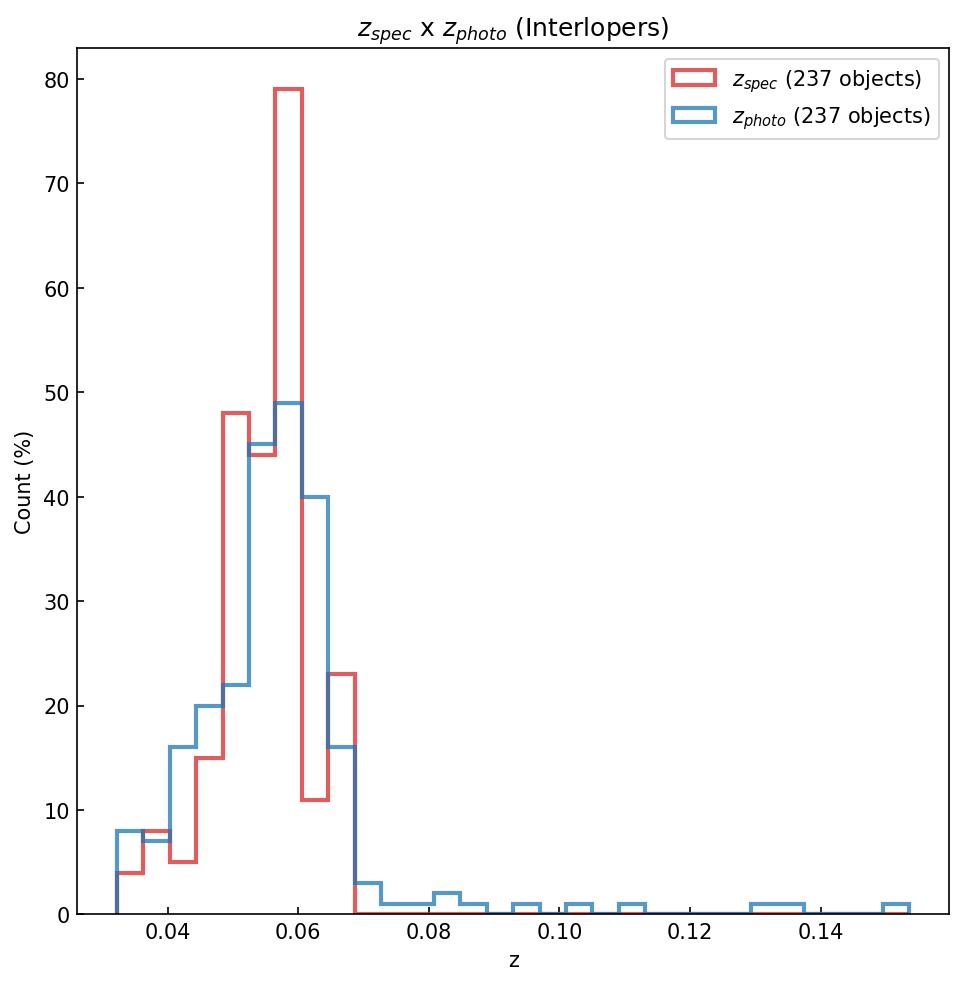 z_spec x z_photo (Interlopers)
z_spec (237 objects)
z_photo (237 objects)
Count (%)
80
70
60
50
40
30
20
10
0
0.04 0.06 0.08 0.10 0.12 0.14
z